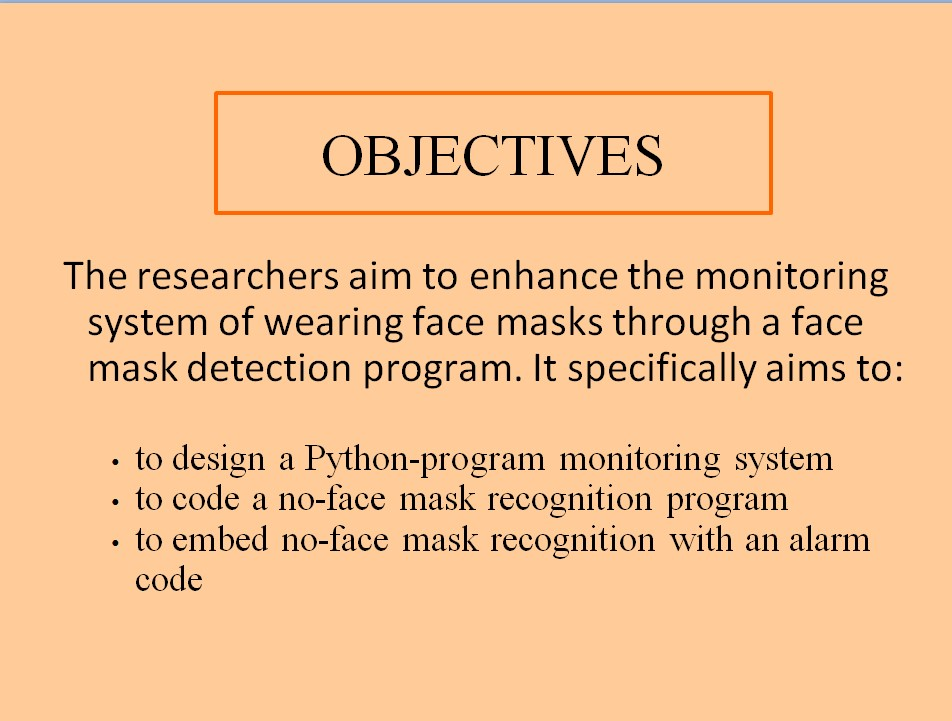 OBJECTIVES
The researchers aim to enhance the monitoring
system of wearing face masks through a face
mask detection program. It specifically aims to:
• to design a Python-program monitoring system
• to code a no-face mask recognition program
• to embed no-face mask recognition with an alarm
code